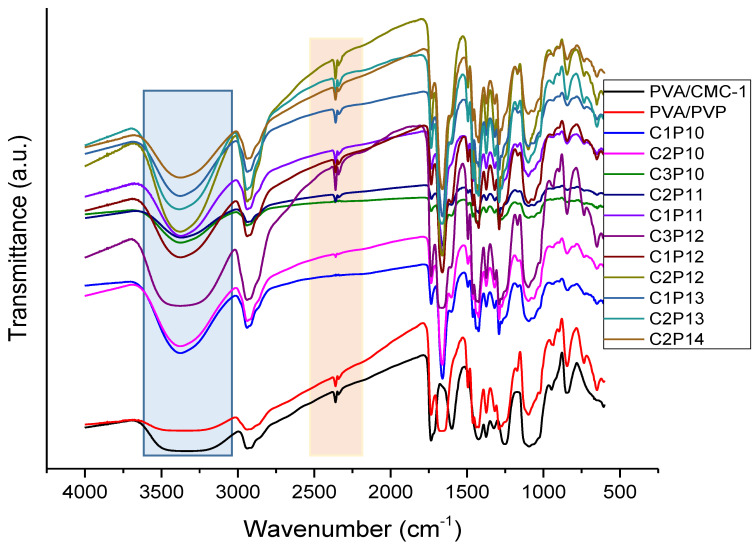 Transmittance (a.u.)
PVA/CMC-1
PVA/PVP
C1P10
C2P10
C3P10
C2P11
C1P11
C3P12
C1P12
C2P12
C1P13
C2P13
C2P14
4000 3500 3000 2500 2000 1500 1000 500
Wavenumber (cm⁻¹)